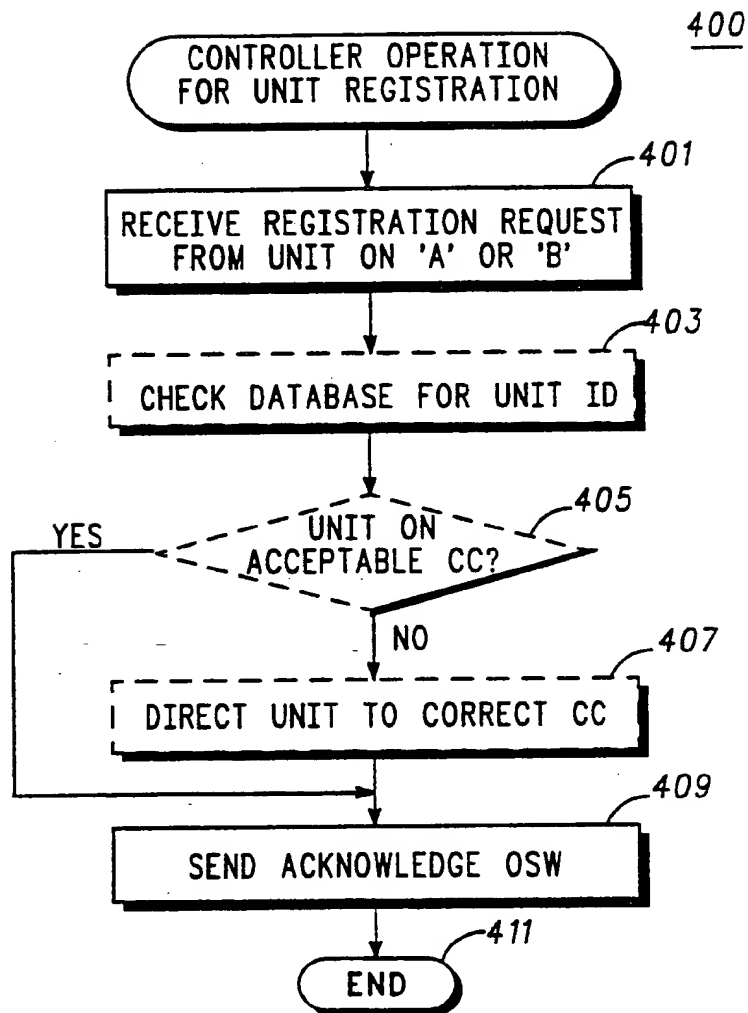 400
CONTROLLER OPERATION
FOR UNIT REGISTRATION
401
RECEIVE REGISTRATION REQUEST
FROM UNIT ON 'A' OR 'B'
403
CHECK DATABASE FOR UNIT ID
405
YES
UNIT ON
ACCEPTABLE CC?
NO
407
DIRECT UNIT TO CORRECT CC
409
SEND ACKNOWLEDGE OSW
411
END